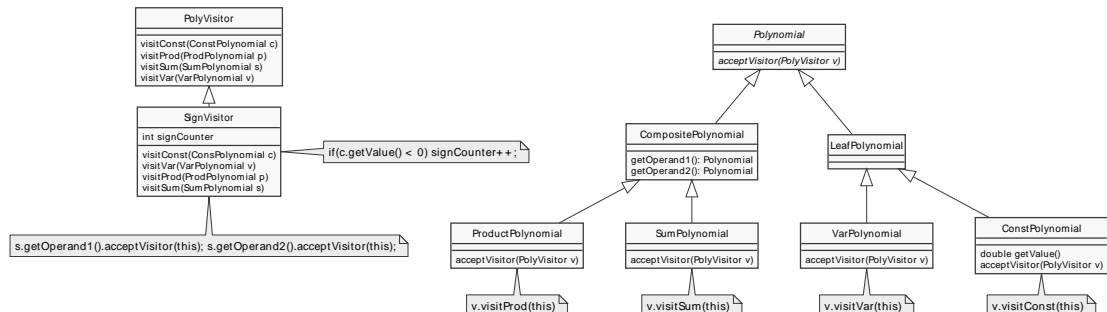 PolyVisitor
visitConst(ConstPolynomial c)
visitProd(ProdPolynomial p)
visitSum(SumPolynomial s)
visitVar(VarPolynomial v)
SignVisitor
int signCounter
visitConst(ConsPolynomial c)
visitVar(VarPolynomial v)
visitProd(ProdPolynomial p)
visitSum(SumPolynomial s)
if(c.getValue() < 0) signCounter++;
s.getOperand1().acceptVisitor(this); s.getOperand2().acceptVisitor(this);
Polynomial
acceptVisitor(PolyVisitor v)
CompositePolynomial
getOperand1(): Polynomial
getOperand2(): Polynomial
LeafPolynomial
ProductPolynomial
acceptVisitor(PolyVisitor v)
v.visitProd(this)
SumPolynomial
acceptVisitor(PolyVisitor v)
v.visitSum(this)
VarPolynomial
acceptVisitor(PolyVisitor v)
v.visitVar(this)
ConstPolynomial
double getValue()
acceptVisitor(PolyVisitor v)
v.visitConst(this)